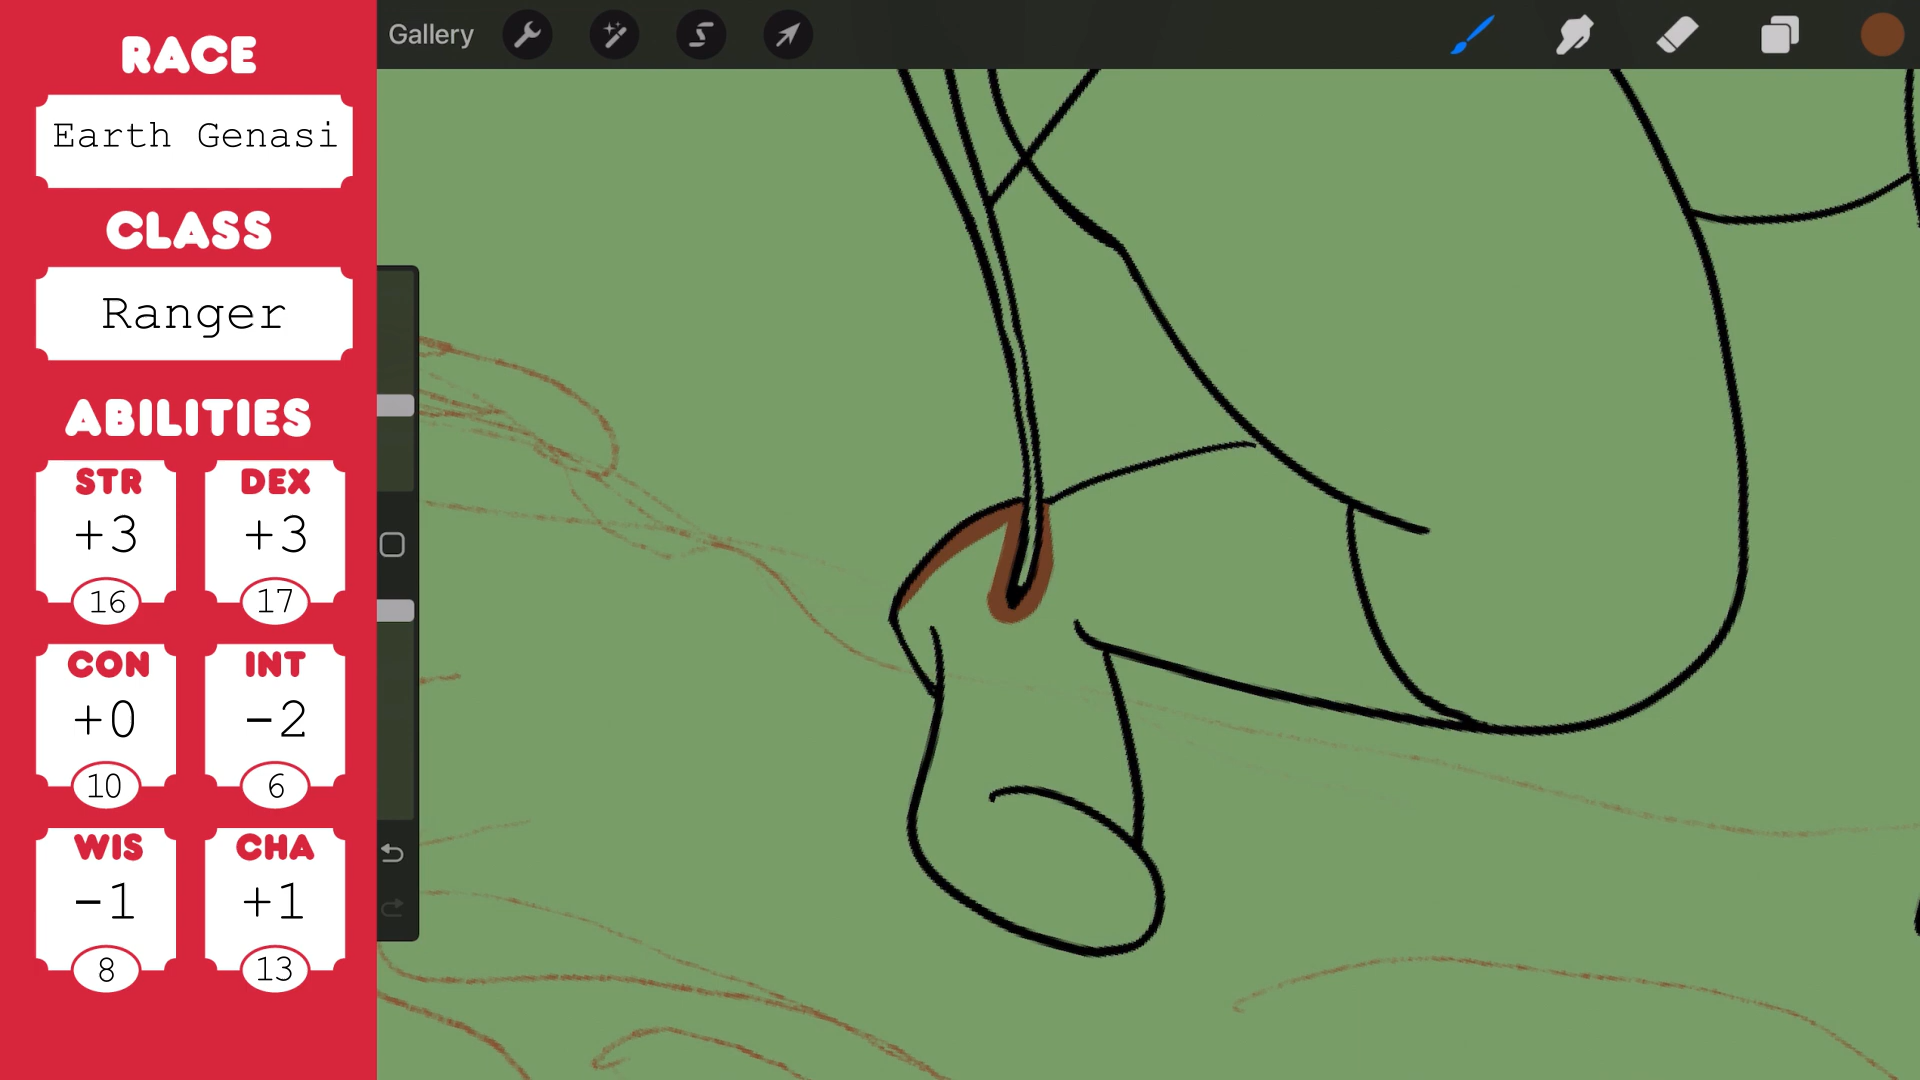 RACE
Earth Genasi
CLASS
Ranger
ABILITIES
STR DEX
+3 +3
16 17
CON INT
+0 -2
10 6
WIS CHA
-1 +1
8 13
Gallery